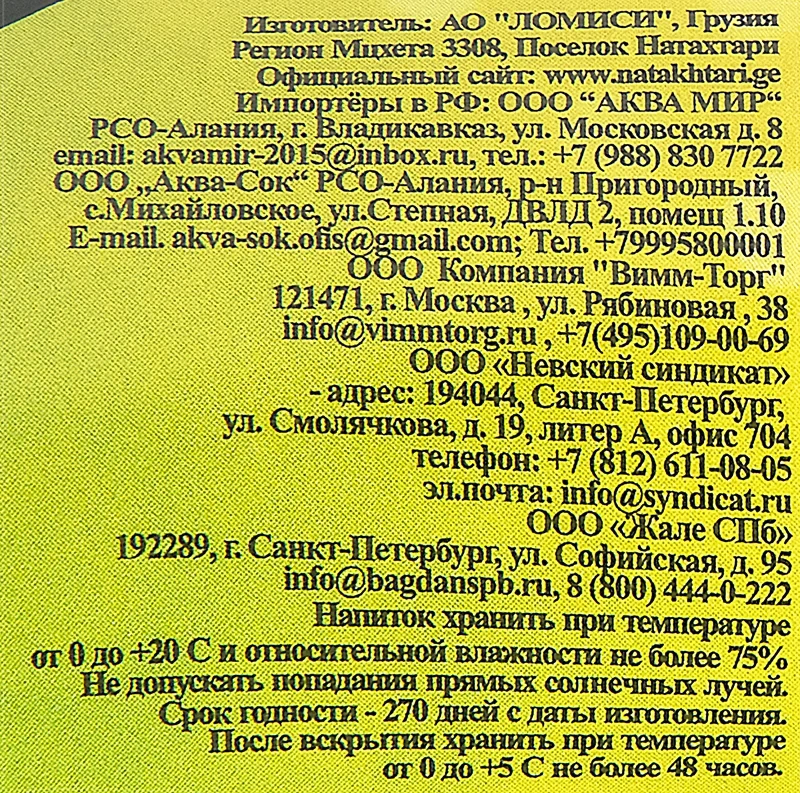 Изготовитель: АО "ЛОМИСИ", Грузия
Регион Мцхета 3308, Поселок Натахтари
Официальный сайт: www.natakhtari.ge
Импортёры в РФ: ООО “АКВА МИР“
РСО-Алания, г. Владикавказ, ул. Московская д. 8
email: akvamir-2015@inbox.ru, тел.: +7 (988) 830 7722
ООО „Аква-Сок“ РСО-Алания, р-н Пригородный,
с.Михайловское, ул.Степная, ДВЛД 2, помещ 1.10
E-mail. akva-sok.ofis@gmail.com; Тел. +79995800001
ООО Компания "Вимм-Торг"
121471, г. Москва , ул. Рябиновая , 38
info@vimmtorg.ru , +7(495)109-00-69
ООО «Невский синдикат»
- адрес: 194044, Санкт-Петербург,
ул. Смолячкова, д. 19, литер А, офис 704
телефон: +7 (812) 611-08-05
эл.почта: info@syndicat.ru
ООО «Жале СПб»
192289, г. Санкт-Петербург, ул. Софийская, д. 95
info@bagdanspb.ru, 8 (800) 444-0-222
Напиток хранить при температуре
от 0 до +20 С и относительной влажности не более 75%
Не допускать попадания прямых солнечных лучей.
Срок годности - 270 дней с даты изготовления.
После вскрытия хранить при температуре
от 0 до +5 С не более 48 часов.